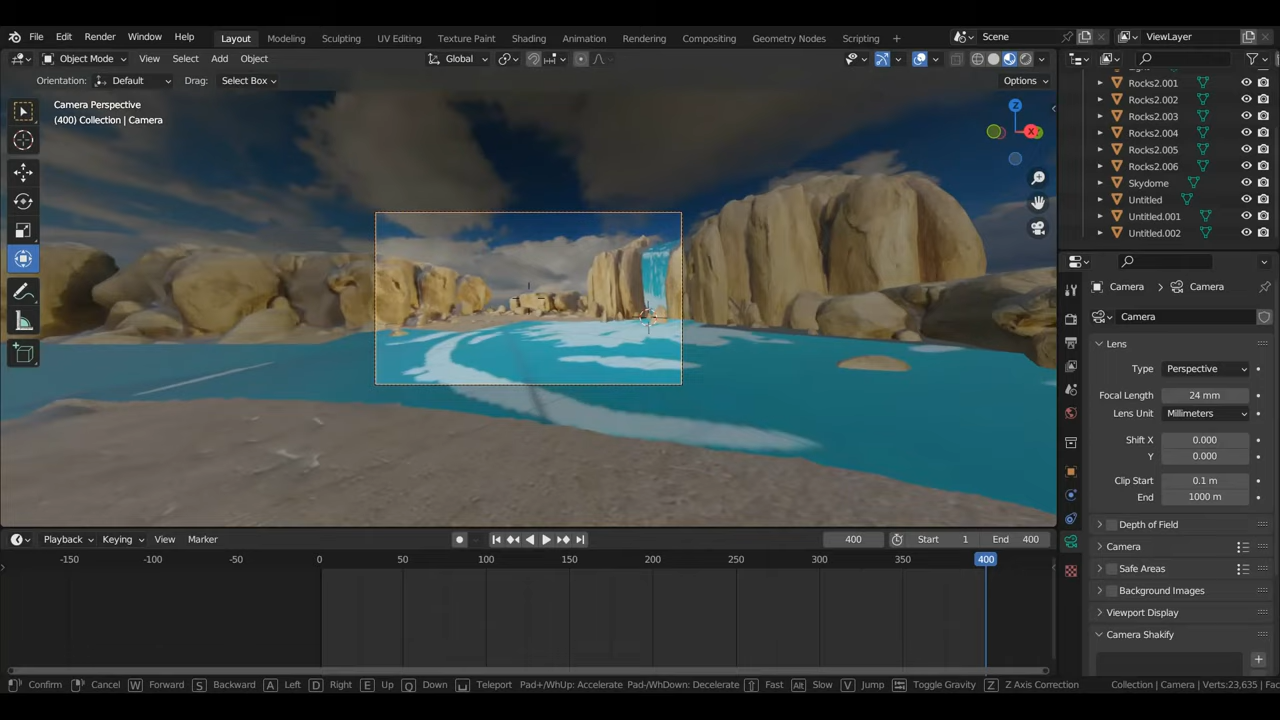 File Edit Render Window Help Layout Modeling Sculpting UV Editing Texture Paint Shading Animation Rendering Compositing Geometry Nodes Scripting + Scene ViewLayer
Object Mode View Select Add Object Global
Orientation: Default Drag: Select Box Options
Camera Perspective
(400) Collection | Camera
Z
X
Rocks2.001
Rocks2.002
Rocks2.003
Rocks2.004
Rocks2.005
Rocks2.006
Skydome
Untitled
Untitled.001
Untitled.002
Camera > Camera
Camera
Lens
Type Perspective
Focal Length 24 mm
Lens Unit Millimeters
Shift X 0.000
Y 0.000
Clip Start 0.1 m
End 1000 m
Depth of Field
Camera
Safe Areas
Background Images
Viewport Display
Camera Shakify
Playback Keying View Marker 400 Start 1 End 400
-150 -100 -50 0 50 100 150 200 250 300 350 400
Confirm Cancel W Forward S Backward A Left D Right E Up Q Down Teleport Pad+/WhUp: Accelerate Pad-/WhDown: Decelerate Fast Alt Slow V Jump Toggle Gravity Z Z Axis Correction Collection | Camera | Verts:23,635 | Fac